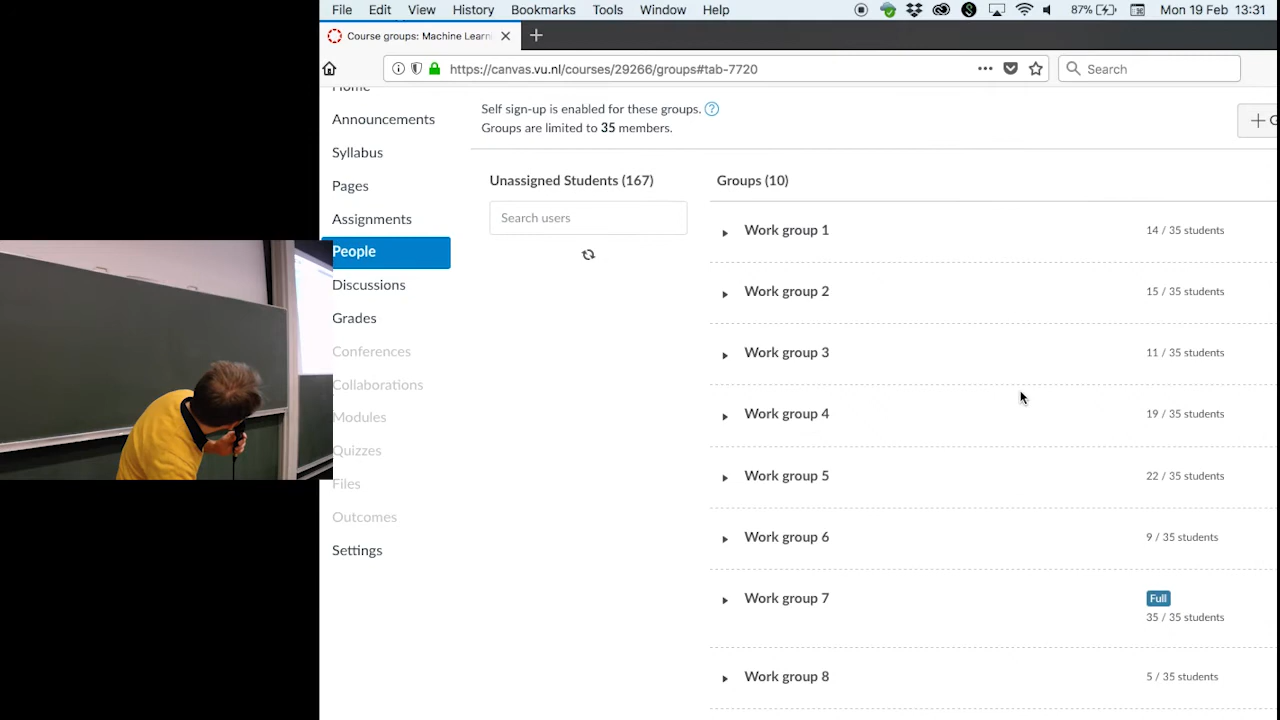 File Edit View History Bookmarks Tools Window Help 87% Mon 19 Feb 13:31
Course groups: Machine Learni
https://canvas.vu.nl/courses/29266/groups#tab-7720 Search
Home
Announcements
Syllabus
Pages
Assignments
People
Discussions
Grades
Conferences
Collaborations
Modules
Quizzes
Files
Outcomes
Settings
Self sign-up is enabled for these groups. ?
Groups are limited to 35 members.
Unassigned Students (167)
Search users
Groups (10)
Work group 1 14 / 35 students
Work group 2 15 / 35 students
Work group 3 11 / 35 students
Work group 4 19 / 35 students
Work group 5 22 / 35 students
Work group 6 9 / 35 students
Work group 7 Full
35 / 35 students
Work group 8 5 / 35 students